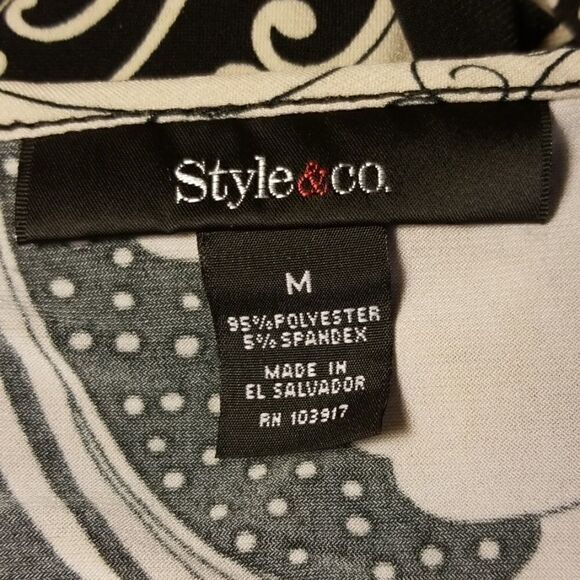 Style&co.
M
95% POLYESTER
5% SPANDEX
MADE IN
EL SALVADOR
RN 103917